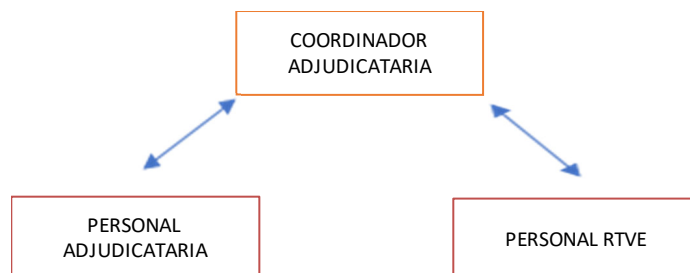 COORDINADOR
ADJUDICATARIA
PERSONAL
ADJUDICATARIA
PERSONAL RTVE